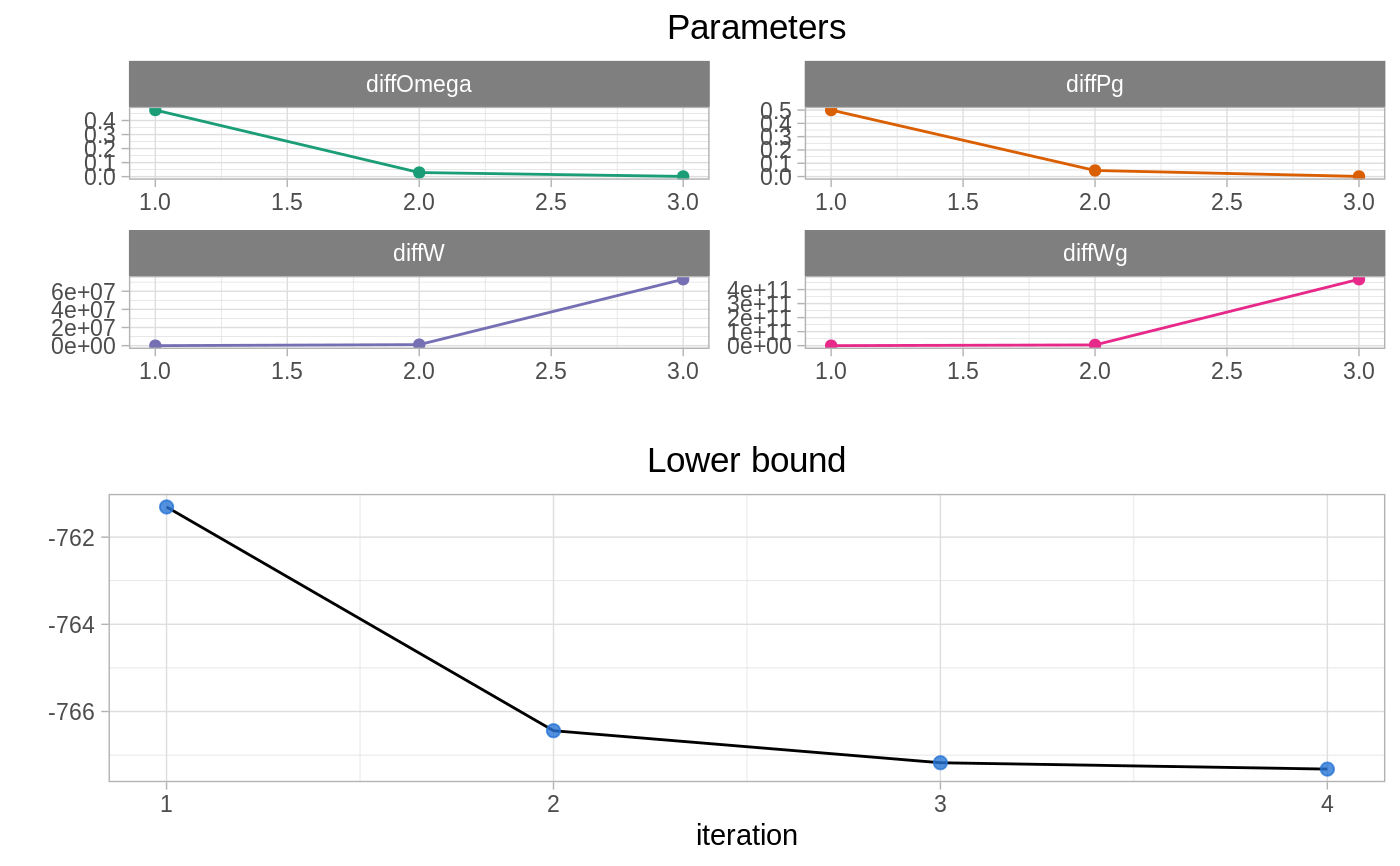 Parameters
diffOmega diffPg
0.4
0.3
0.2
0.1
0.0
0.5
0.4
0.3
0.2
0.1
0.0
1.0 1.5 2.0 2.5 3.0 1.0 1.5 2.0 2.5 3.0
diffW diffWg
6e+07
4e+07
2e+07
0e+00
4e+11
3e+11
2e+11
1e+11
0e+00
1.0 1.5 2.0 2.5 3.0 1.0 1.5 2.0 2.5 3.0
Lower bound
-762
-764
-766
1 2 3 4
iteration